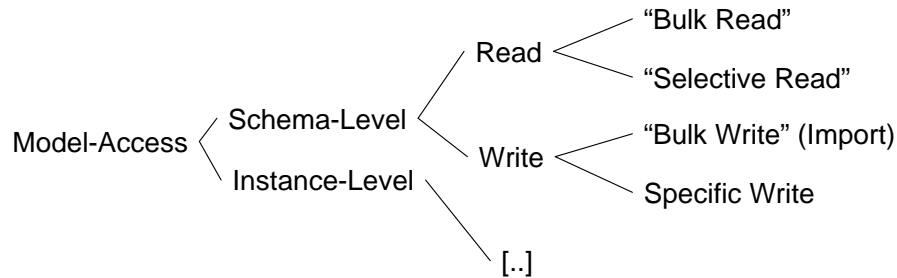 “Bulk Read”
Read
“Selective Read”
Schema-Level
“Bulk Write” (Import)
Model-Access
Write
Instance-Level
Specific Write
[..]